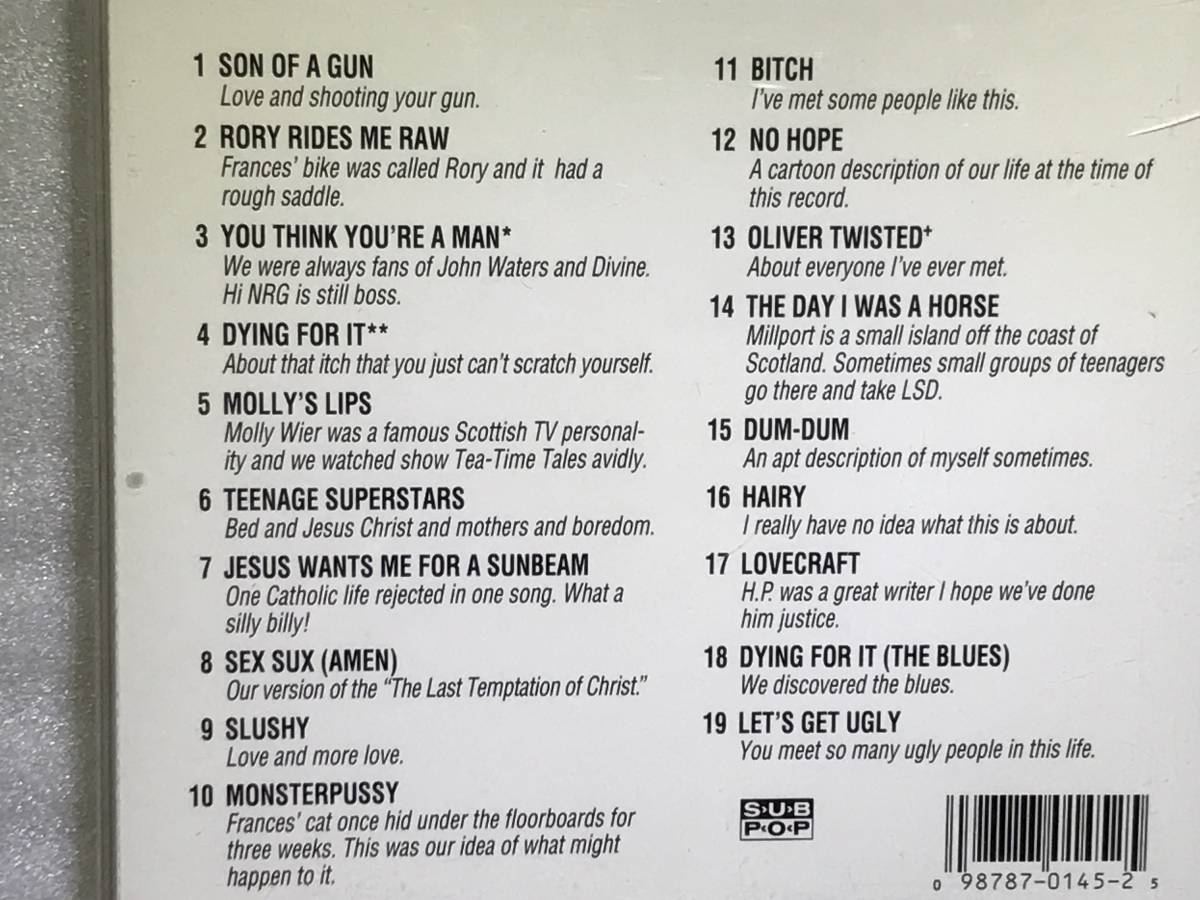 1 SON OF A GUN
Love and shooting your gun.
2 RORY RIDES ME RAW
Frances' bike was called Rory and it had a
rough saddle.
3 YOU THINK YOU'RE A MAN*
We were always fans of John Waters and Divine.
Hi NRG is still boss.
4 DYING FOR IT**
About that itch that you just can't scratch yourself.
5 MOLLY'S LIPS
Molly Wier was a famous Scottish TV personal-
ity and we watched show Tea-Time Tales avidly.
6 TEENAGE SUPERSTARS
Bed and Jesus Christ and mothers and boredom.
7 JESUS WANTS ME FOR A SUNBEAM
One Catholic life rejected in one song. What a
silly billy!
8 SEX SUX (AMEN)
Our version of the "The Last Temptation of Christ."
9 SLUSHY
Love and more love.
10 MONSTERPUSSY
Frances' cat once hid under the floorboards for
three weeks. This was our idea of what might
happen to it.
11 BITCH
I've met some people like this.
12 NO HOPE
A cartoon description of our life at the time of
this record.
13 OLIVER TWISTED+
About everyone I've ever met.
14 THE DAY I WAS A HORSE
Millport is a small island off the coast of
Scotland. Sometimes small groups of teenagers
go there and take LSD.
15 DUM-DUM
An apt description of myself sometimes.
16 HAIRY
I really have no idea what this is about.
17 LOVECRAFT
H.P. was a great writer I hope we've done
him justice.
18 DYING FOR IT (THE BLUES)
We discovered the blues.
19 LET'S GET UGLY
You meet so many ugly people in this life.
SUB
POP
0 98787-0145-2 5